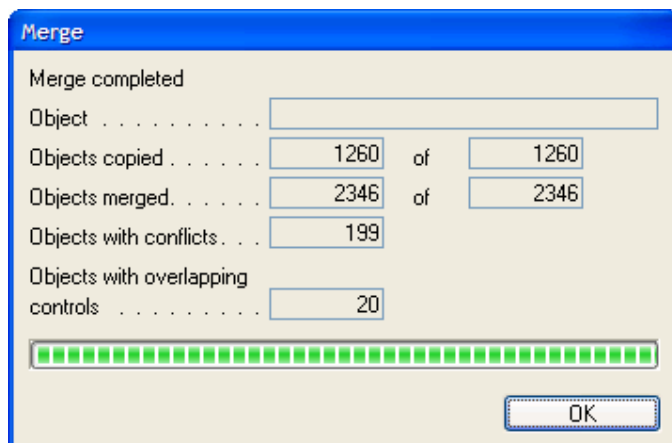 Merge
Merge completed
Object . . . . . . . . . .
Objects copied . . . . . . 1260 of 1260
Objects merged. . . . . . 2346 of 2346
Objects with conflicts. . . 199
Objects with overlapping
controls . . . . . . . . . 20
OK